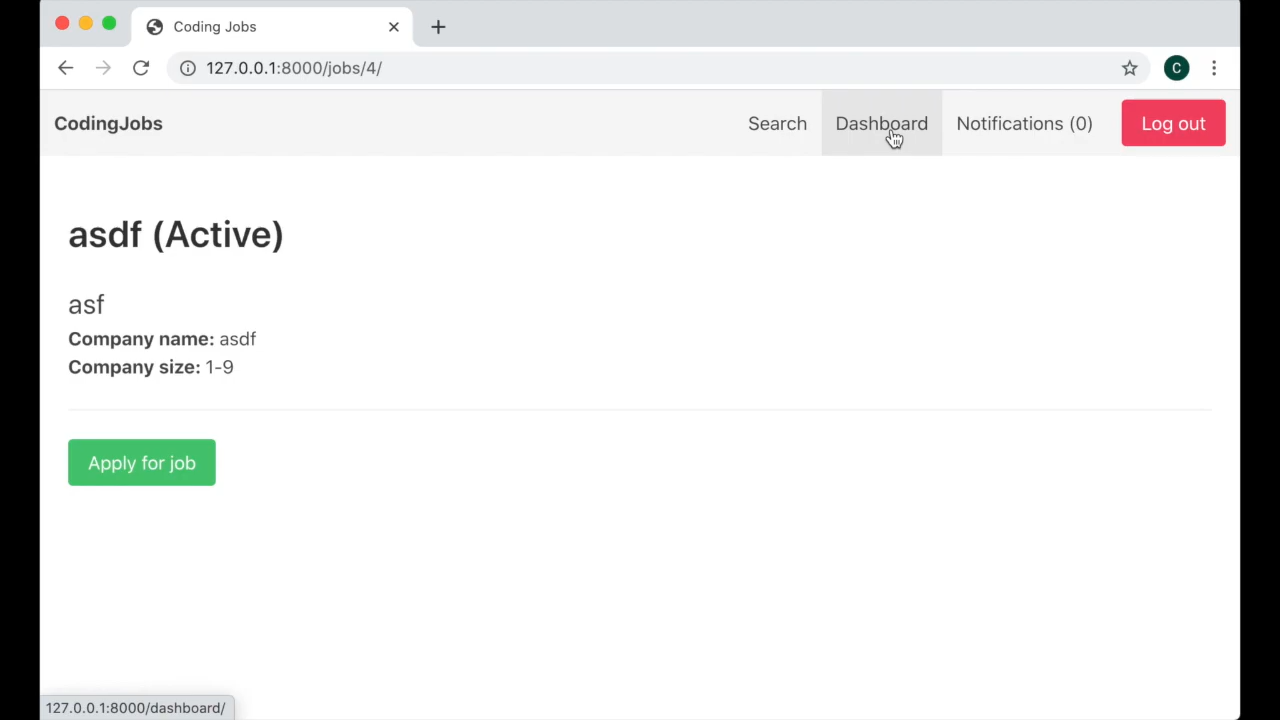 Coding Jobs
127.0.0.1:8000/jobs/4/
C
CodingJobs
Search
Dashboard
Notifications (0)
Log out
asdf (Active)
asf
Company name: asdf
Company size: 1-9
Apply for job
127.0.0.1:8000/dashboard/